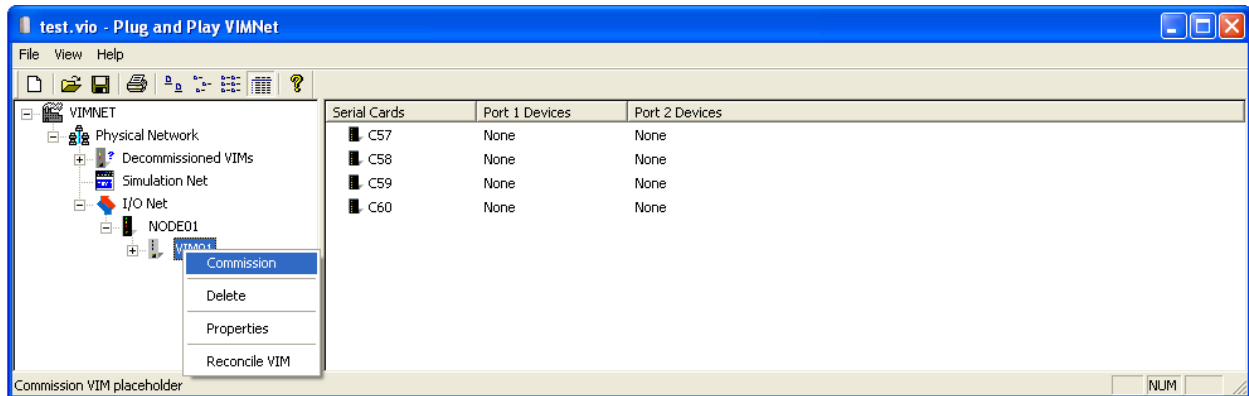 test.vio - Plug and Play VIMNet
File View Help
VIMNET
Physical Network
Decommissioned VIMs
Simulation Net
I/O Net
NODE01
VIM01
Commission
Delete
Properties
Reconcile VIM
Serial Cards Port 1 Devices Port 2 Devices
C57 None None
C58 None None
C59 None None
C60 None None
Commission VIM placeholder
NUM